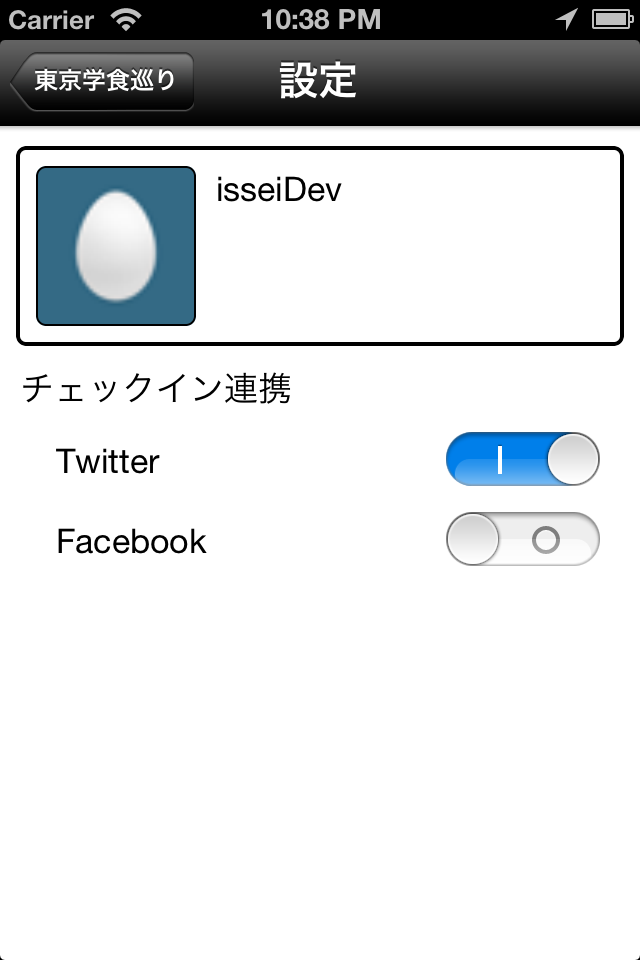 Carrier 10:38 PM
東京学食巡り 設定
isseiDev
チェックイン連携
Twitter
Facebook